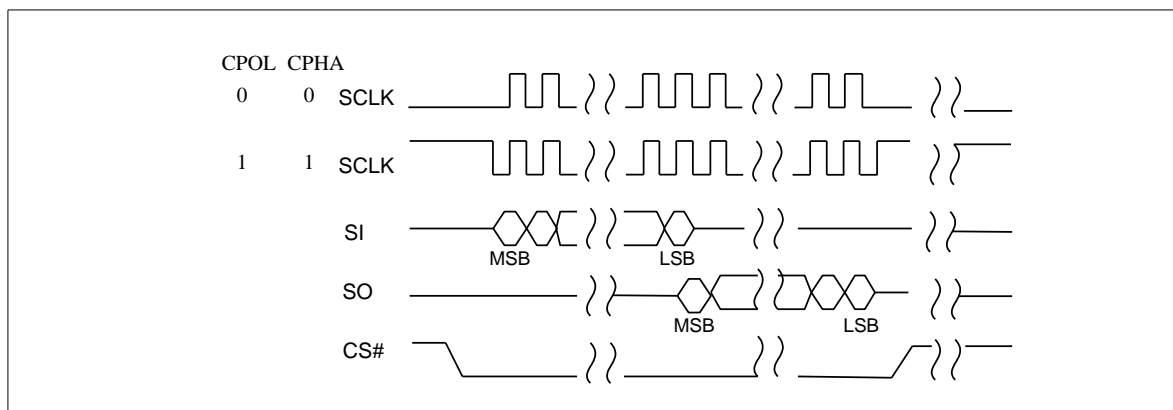 CPOL CPHA
0 0 SCLK
1 1 SCLK
SI
MSB LSB
SO
MSB LSB
CS#